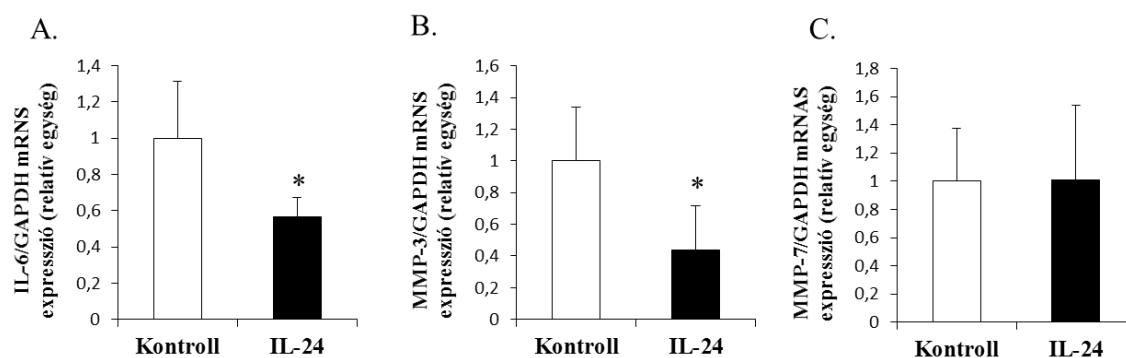 A.
IL-6/GAPDH mRNS
expresszió (relatív egység)
1,4
1,2
1
0,8
0,6
0,4
0,2
0
*
Kontroll IL-24
B.
MMP-3/GAPDH mRNS
expresszió (relatív egység)
1,6
1,4
1,2
1
0,8
0,6
0,4
0,2
0
*
Kontroll IL-24
C.
MMP-7/GAPDH mRNAS
expresszió (relatív egység)
1,8
1,6
1,4
1,2
1
0,8
0,6
0,4
0,2
0
Kontroll IL-24